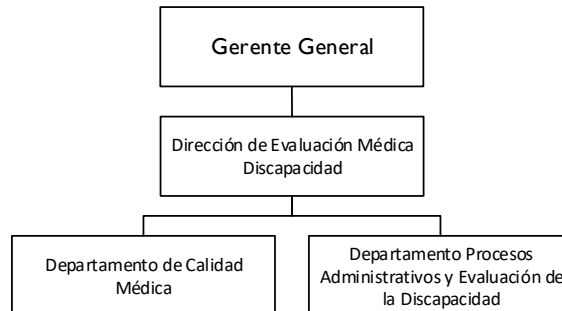 Gerente General
Dirección de Evaluación Médica
Discapacidad
Departamento de Calidad
Médica
Departamento Procesos
Administrativos y Evaluación de
la Discapacidad